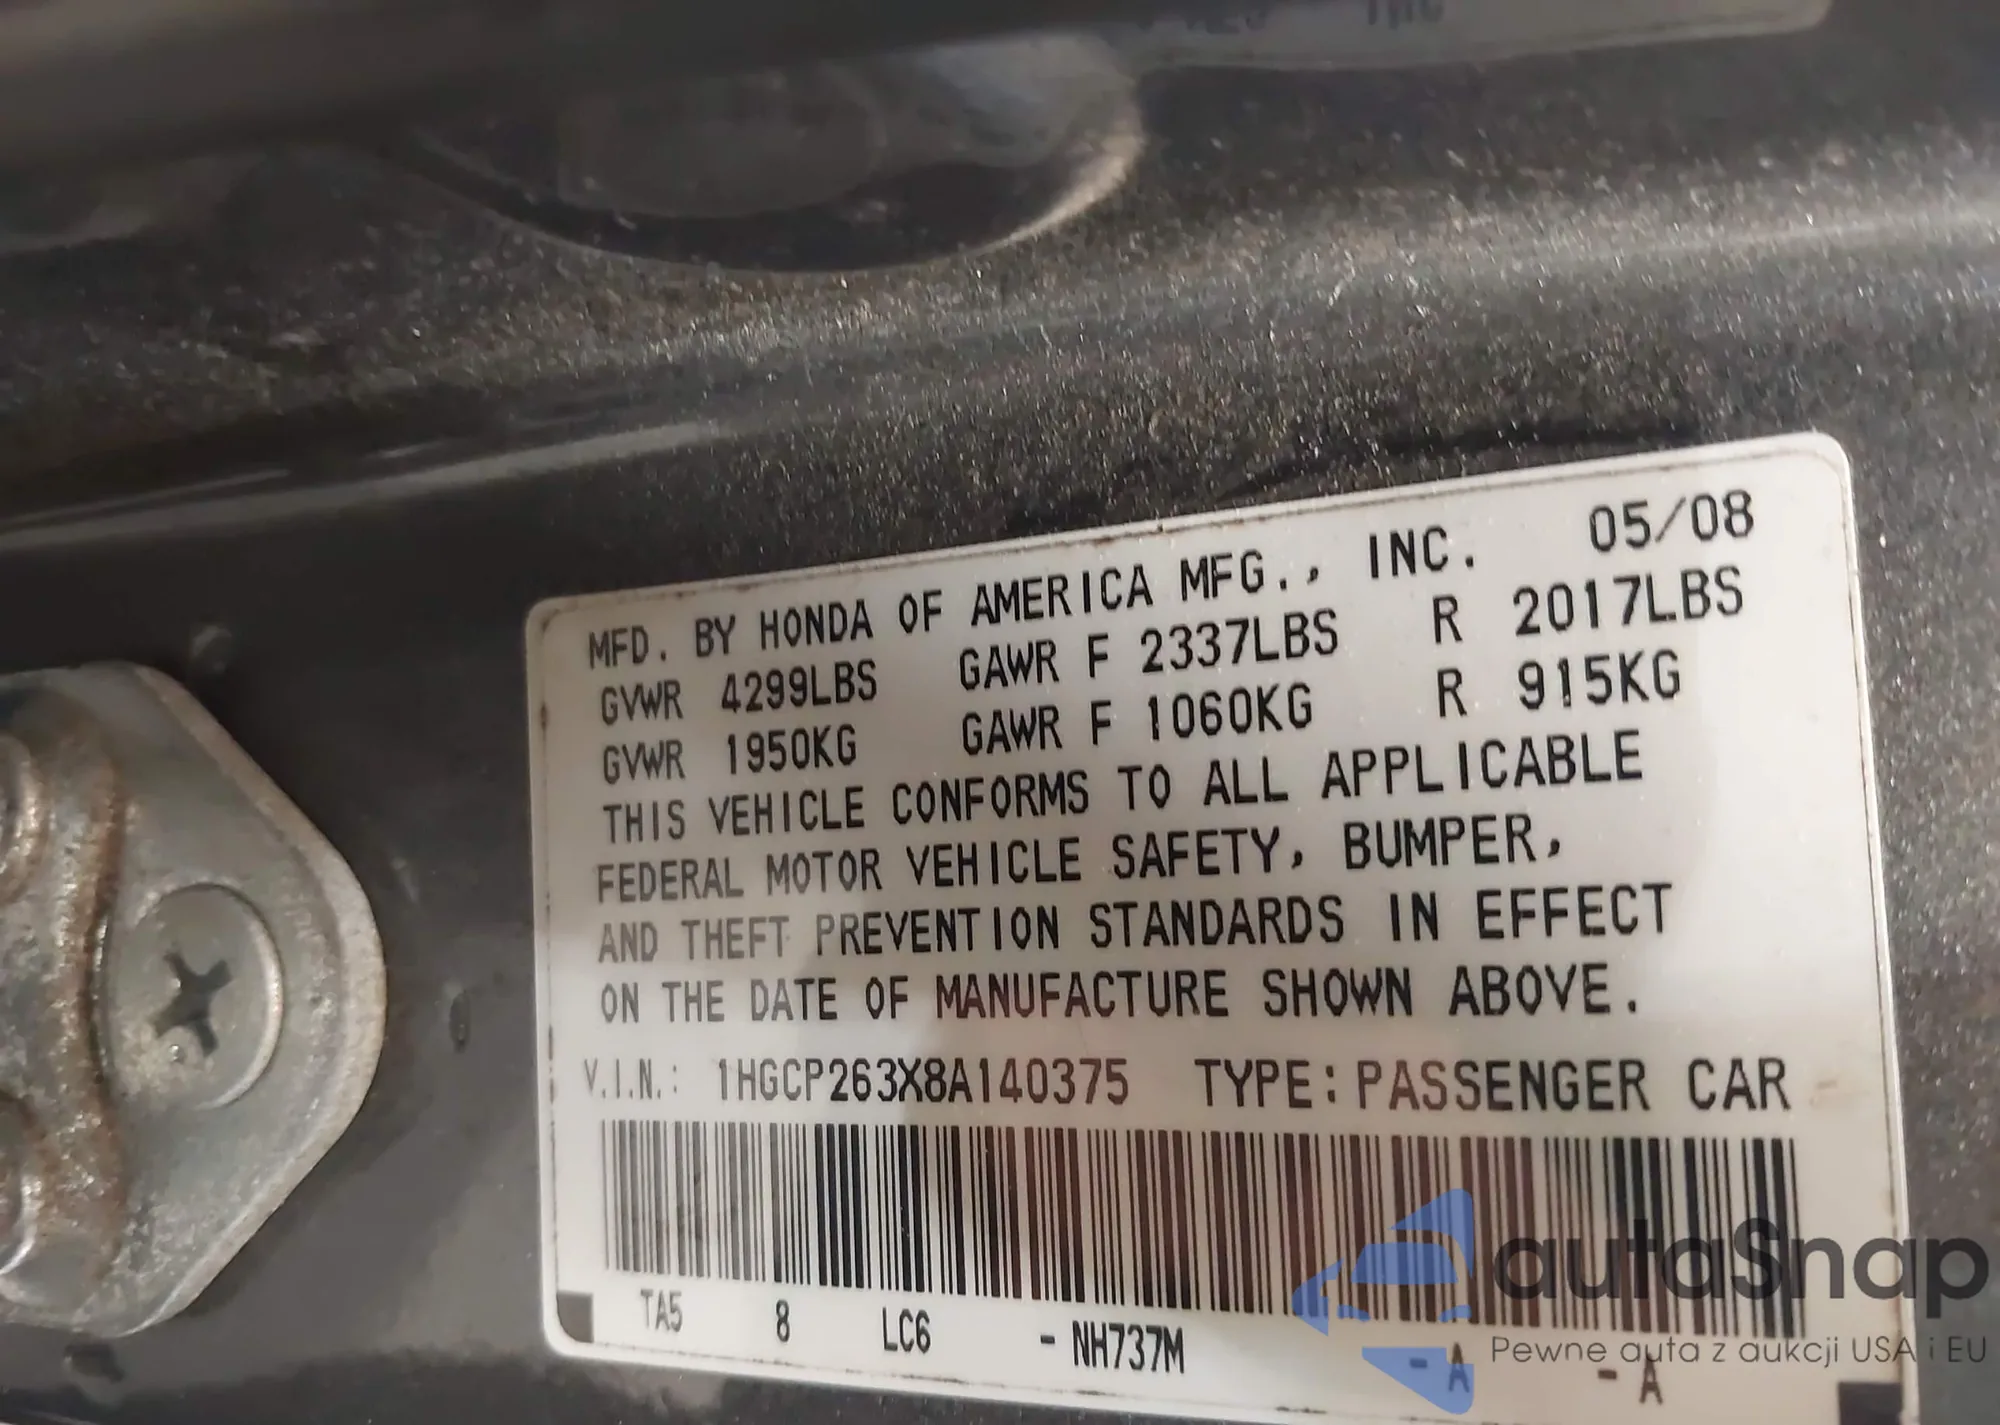 MFD. BY HONDA OF AMERICA MFG., INC. 05/08
GVWR 4299LBS GAWR F 2337LBS R 2017LBS
GVWR 1950KG GAWR F 1060KG R 915KG
THIS VEHICLE CONFORMS TO ALL APPLICABLE
FEDERAL MOTOR VEHICLE SAFETY, BUMPER,
AND THEFT PREVENTION STANDARDS IN EFFECT
ON THE DATE OF MANUFACTURE SHOWN ABOVE.
V.I.N.: 1HGCP263X8A140375 TYPE: PASSENGER CAR
TA5 8 LC6 - NH737M - A - A
autaSnap
Pewne auta z aukcji USA i EU